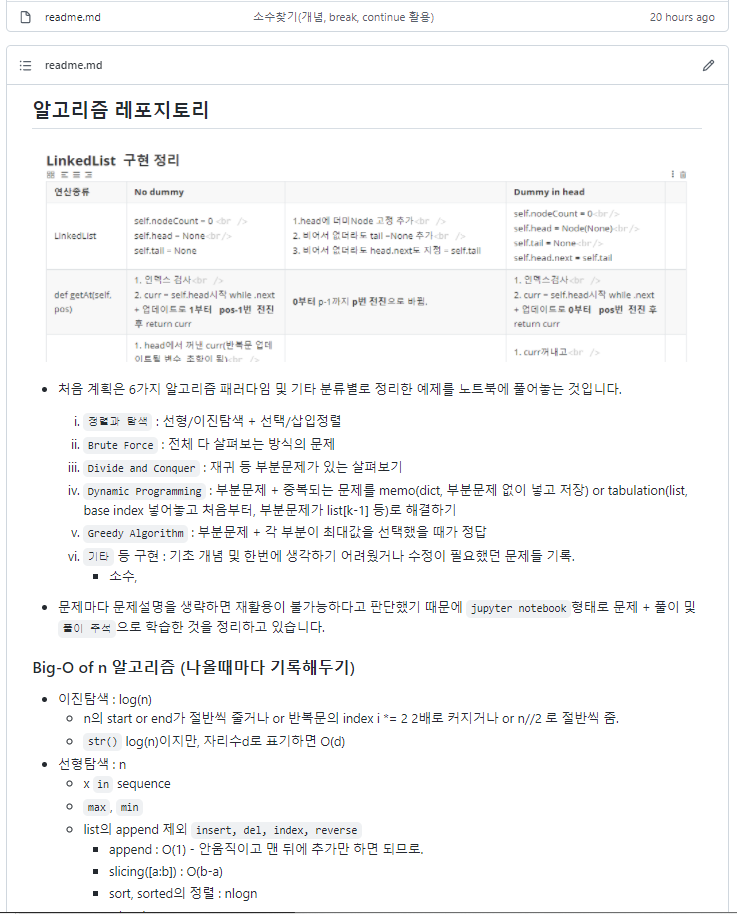 readme.md 소수찾기(개념, break, continue 활용) 20 hours ago
readme.md
알고리즘 레포지토리
LinkedList 구현 정리
연산종류 No dummy Dummy in head
LinkedList
self.nodeCount = 0 <br />
self.head = None<br/>
self.tail = None
1.head에 더미Node 고정 추가<br />
2. 비어서 없더라도 tail =None 추가<br />
3. 비어서 없더라도 head.next도 지정 = self.tail
self.nodeCount = 0<br/>
self.head = Node(None)<br/>
self.tail = None<br/>
self.head.next = self.tail
def getAt(self,
pos)
1. 인덱스 검사<br />
2. curr = self.head시작 while .next
+ 업데이트로 1부터 pos-1번 전진
후 return curr
0부터 p-1까지 p번 전진으로 바뀜.
1. 인덱스검사<br />
2. curr = self.head시작 while .next
+ 업데이트로 0부터 pos번 전진 후
return curr
1. head에서 꺼낸 curr(반복문 업데
이트될 변수, 초항이 됨)<br />
1. curr꺼내고<br />
• 처음 계획은 6가지 알고리즘 패러다임 및 기타 분류별로 정리한 예제를 노트북에 풀어놓는 것입니다.
i. 정렬과 탐색 : 선형/이진탐색 + 선택/삽입정렬
ii. Brute Force : 전체 다 살펴보는 방식의 문제
iii. Divide and Conquer : 재귀 등 부분문제가 있는 살펴보기
iv. Dynamic Programming : 부분문제 + 중복되는 문제를 memo(dict, 부분문제 없이 넣고 저장) or tabulation(list,
base index 넣어놓고 처음부터, 부분문제가 list[k-1] 등)로 해결하기
v. Greedy Algorithm : 부분문제 + 각 부분이 최대값을 선택했을 때가 정답
vi. 기타 등 구현 : 기초 개념 및 한번에 생각하기 어려웠거나 수정이 필요했던 문제들 기록.
▪ 소수,
• 문제마다 문제설명을 생략하면 재활용이 불가능하다고 판단했기 때문에 jupyter notebook 형태로 문제 + 풀이 및
풀이 주석 으로 학습한 것을 정리하고 있습니다.
Big-O of n 알고리즘 (나올때마다 기록해두기)
• 이진탐색 : log(n)
○ n의 start or end가 절반씩 줄거나 or 반복문의 index i *= 2 2배로 커지거나 or n//2 로 절반씩 줌.
○ str() log(n)이지만, 자리수d로 표기하면 O(d)
• 선형탐색 : n
○ x in sequence
○ max , min
○ list의 append 제외 insert, del, index, reverse
▪ append : O(1) - 안움직이고 맨 뒤에 추가만 하면 되므로.
▪ slicing([a:b]) : O(b-a)
▪ sort, sorted의 정렬 : nlogn